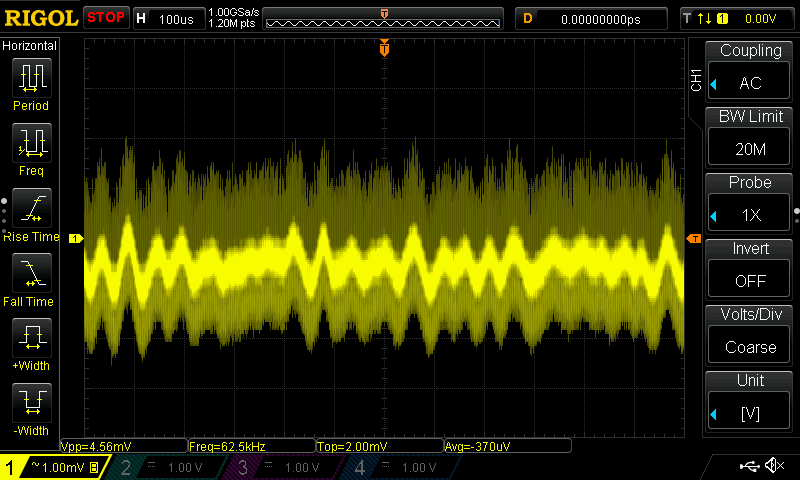 RIGOL STOP H 100us 1.00GSa/s 1.20M pts T D 0.00000000ps T 1 0.00V
Horizontal
Period
Freq
Rise Time
Fall Time
+Width
-Width
T
1
T
CH1
Coupling
AC
BW Limit
20M
Probe
1X
Invert
OFF
Volts/Div
Coarse
Unit
[V]
Vpp=4.56mV Freq=62.5kHz Top=2.00mV Avg=-370uV
1 ~ 1.00mV B 2 1.00 V 3 1.00 V 4 1.00 V